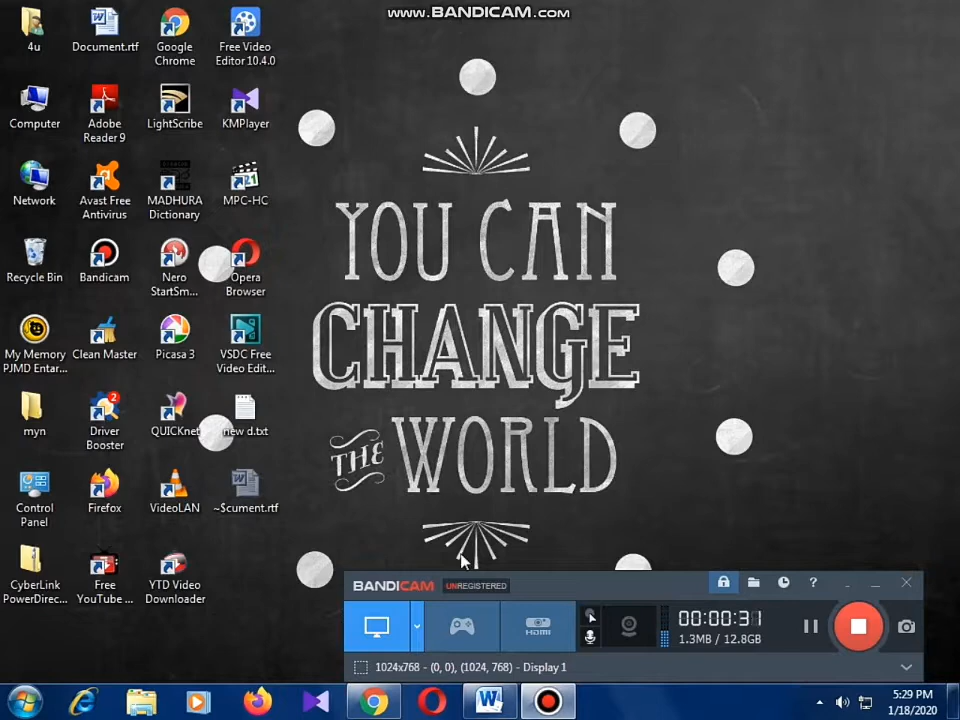 www.BANDICAM.com
4u
Document.rtf
Google
Chrome
Free Video
Editor 10.4.0
Computer
Adobe
Reader 9
LightScribe
KMPlayer
Network
Avast Free
Antivirus
MADHURA
Dictionary
MPC-HC
Recycle Bin
Bandicam
Nero
StartSm...
Opera
Browser
My Memory
PJMD Entar...
Clean Master
Picasa 3
VSDC Free
Video Edit...
myn
Driver
Booster
QUICKnet
new d.txt
Control
Panel
Firefox
VideoLAN
~$cument.rtf
CyberLink
PowerDirec...
Free
YouTube ...
YTD Video
Downloader
YOU CAN
CHANGE
THE WORLD
BANDICAM UNREGISTERED
HDMI
00:00:31
1.3MB / 12.8GB
1024x768 - (0, 0), (1024, 768) - Display 1
5:29 PM
1/18/2020